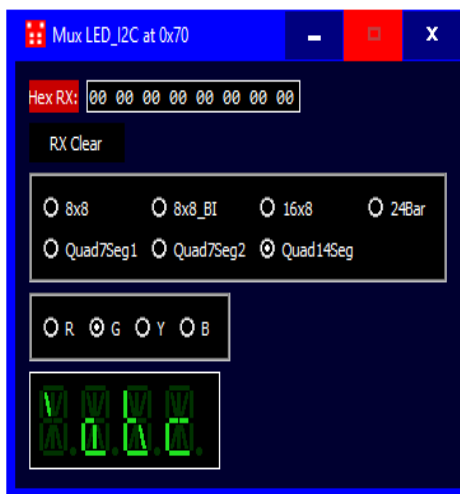 Mux LED_I2C at 0x70
Hex RX: 00 00 00 00 00 00 00 00
RX Clear
8x8 8x8_BI 16x8 24Bar
Quad7Seg1 Quad7Seg2 Quad14Seg
R G Y B
`abc